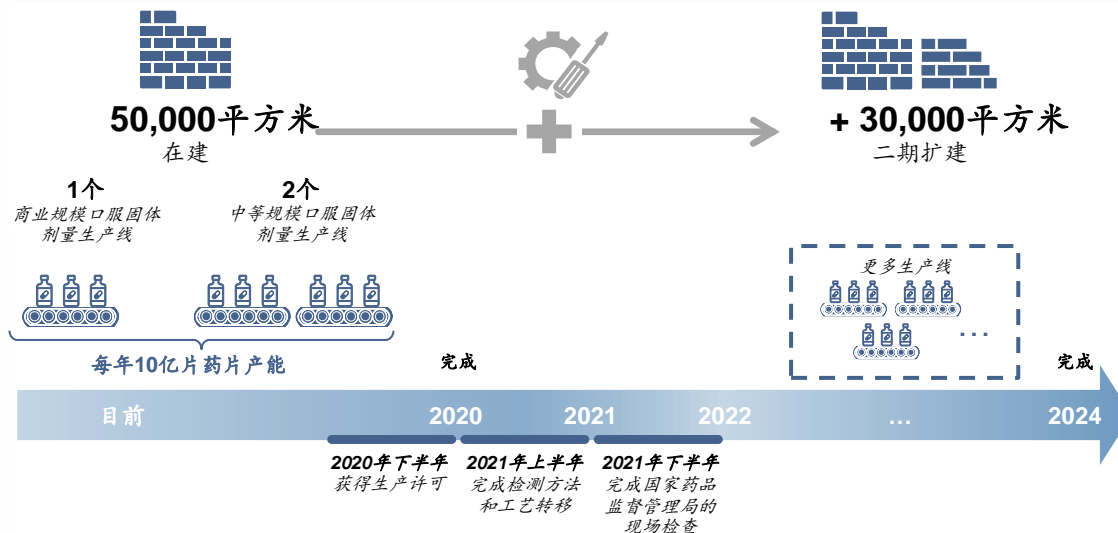 50,000平方米
在建
+ 30,000平方米
二期扩建
1个
商业规模口服固体
剂量生产线
2个
中等规模口服固体
剂量生产线
更多生产线
...
每年10亿片药片产能
完成
完成
目前
2020
2021
2022
...
2024
2020年下半年
获得生产许可
2021年上半年
完成检测方法
和工艺转移
2021年下半年
完成国家药品
监督管理局的
现场检查